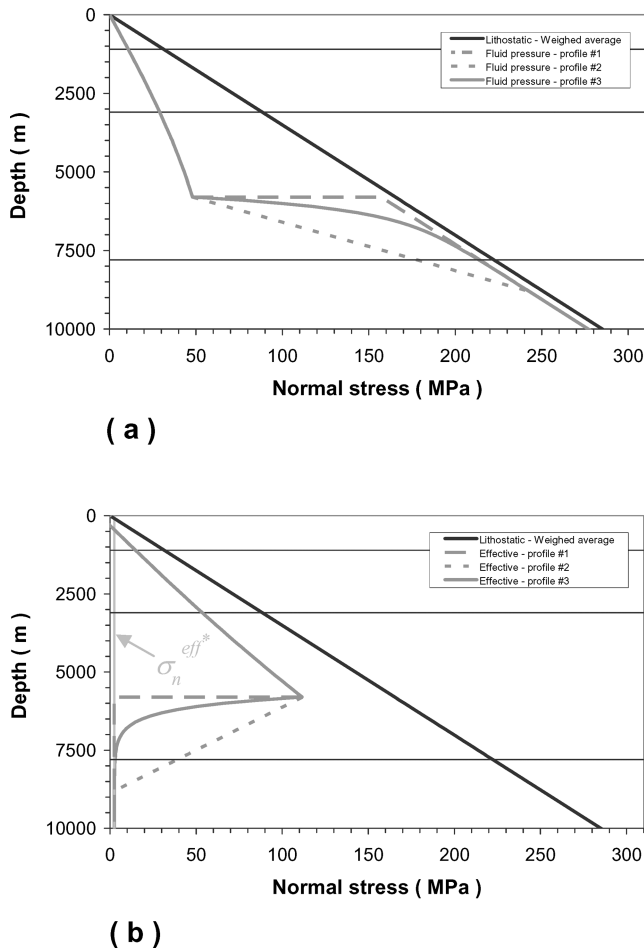 0
2500
5000
7500
10000
Depth ( m )
Lithostatic - Weighed average
Fluid pressure - profile #1
Fluid pressure - profile #2
Fluid pressure - profile #3
0 50 100 150 200 250 300
Normal stress ( MPa )
( a )
0
2500
5000
7500
10000
Depth ( m )
Lithostatic - Weighed average
Effective - profile #1
Effective - profile #2
Effective - profile #3
σ_n^eff*
0 50 100 150 200 250 300
Normal stress ( MPa )
( b )